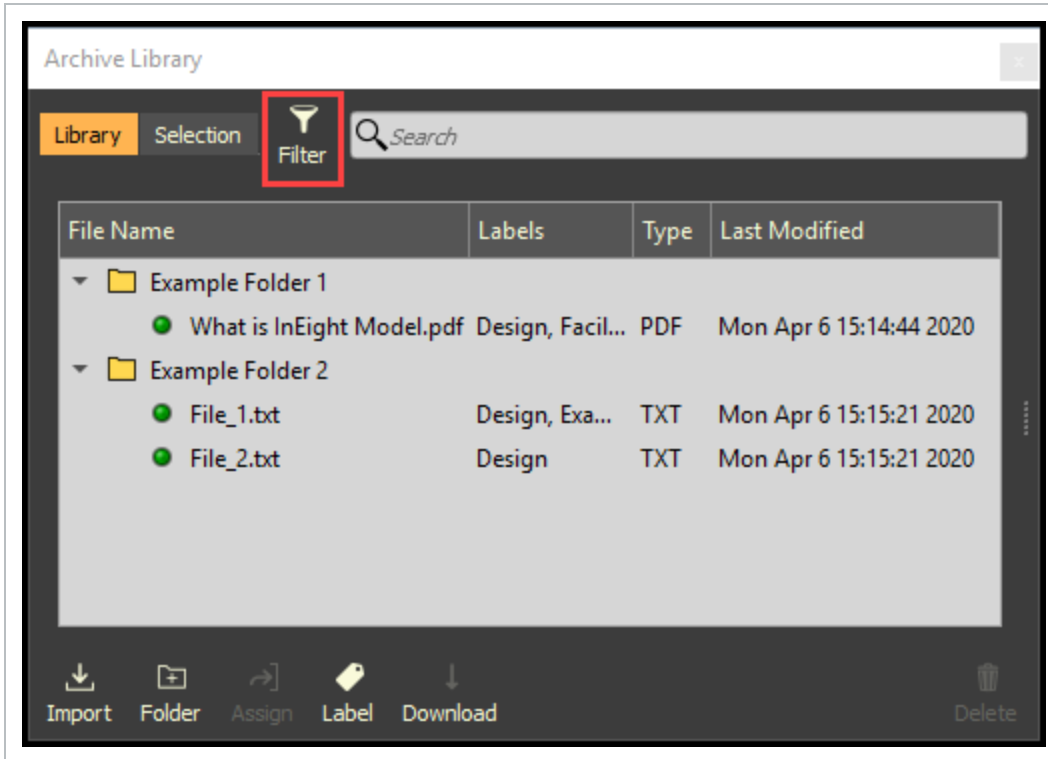 Archive Library
x
Library Selection Filter Search
File Name Labels Type Last Modified
Example Folder 1
What is InEight Model.pdf Design, Facil... PDF Mon Apr 6 15:14:44 2020
Example Folder 2
File_1.txt Design, Exa... TXT Mon Apr 6 15:15:21 2020
File_2.txt Design TXT Mon Apr 6 15:15:21 2020
Import Folder Assign Label Download Delete